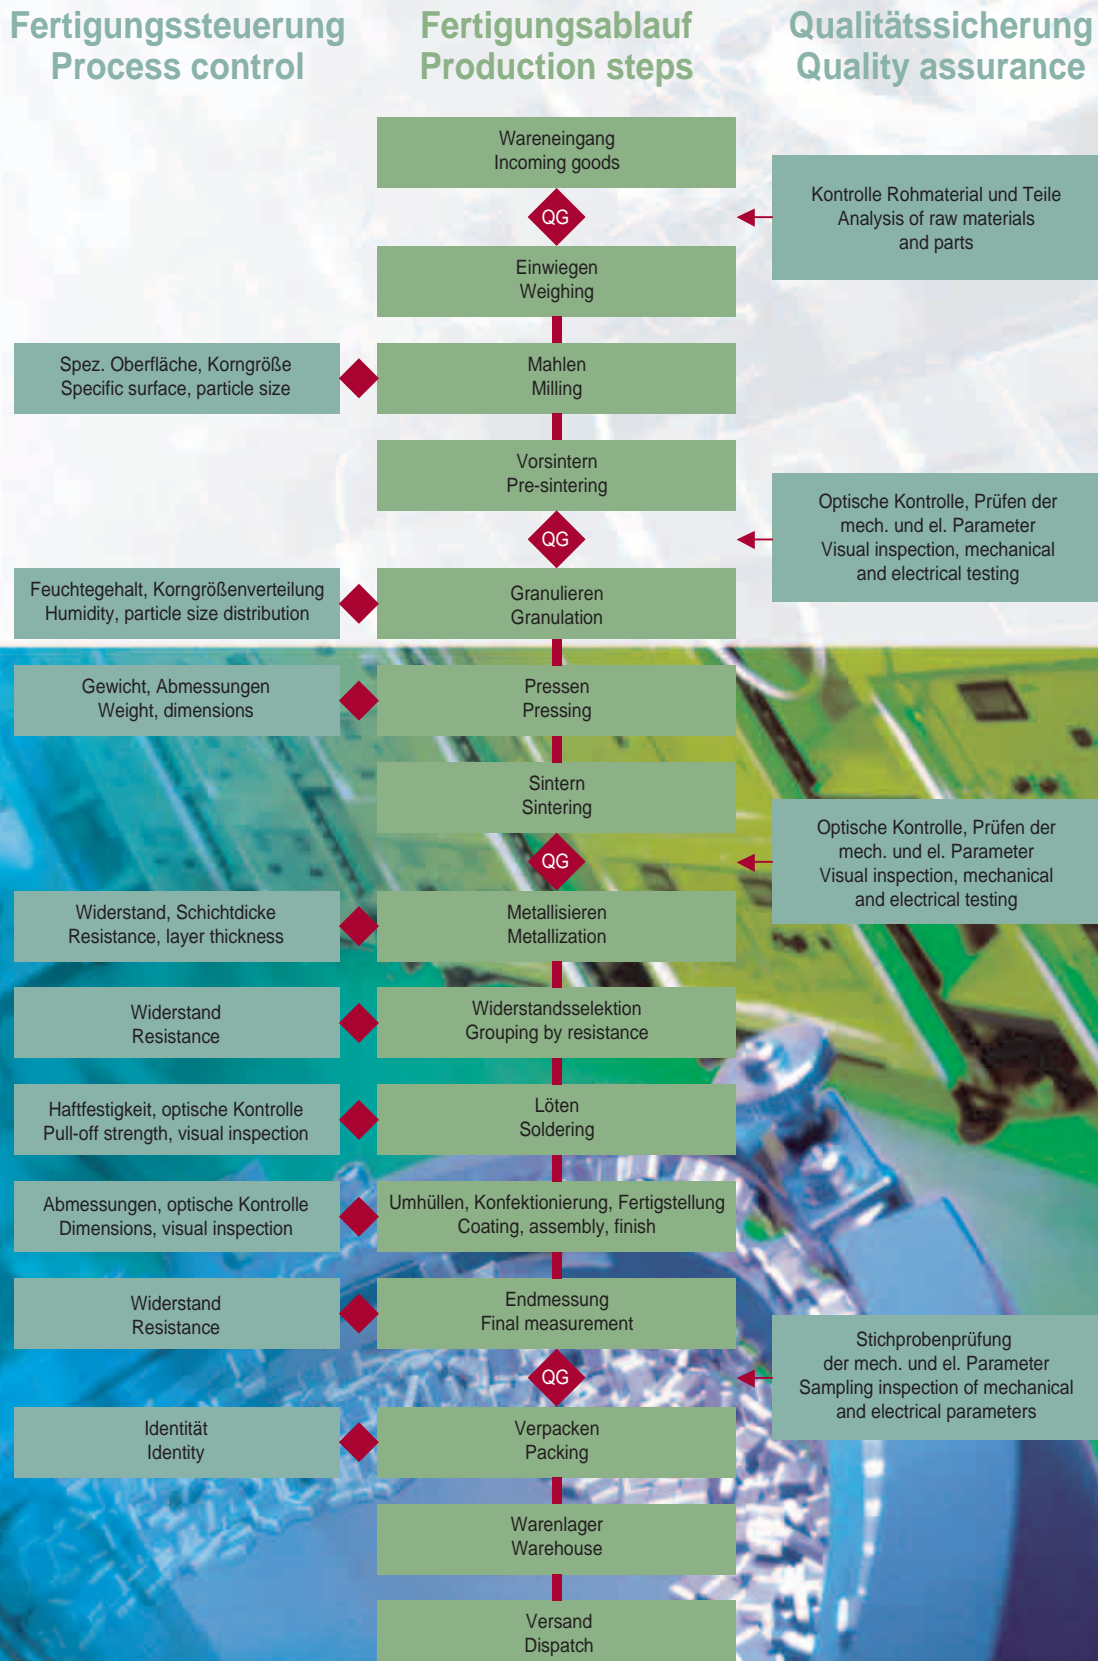 Fertigungssteuerung
Process control
Fertigungsablauf
Production steps
Qualitätssicherung
Quality assurance
Wareneingang
Incoming goods
QG
Kontrolle Rohmaterial und Teile
Analysis of raw materials
and parts
Einwiegen
Weighing
Spez. Oberfläche, Korngröße
Specific surface, particle size
Mahlen
Milling
Vorsintern
Pre-sintering
QG
Optische Kontrolle, Prüfen der
mech. und el. Parameter
Visual inspection, mechanical
and electrical testing
Feuchtegehalt, Korngrößenverteilung
Humidity, particle size distribution
Granulieren
Granulation
Gewicht, Abmessungen
Weight, dimensions
Pressen
Pressing
Sintern
Sintering
QG
Optische Kontrolle, Prüfen der
mech. und el. Parameter
Visual inspection, mechanical
and electrical testing
Widerstand, Schichtdicke
Resistance, layer thickness
Metallisieren
Metallization
Widerstand
Resistance
Widerstandsselektion
Grouping by resistance
Haftfestigkeit, optische Kontrolle
Pull-off strength, visual inspection
Löten
Soldering
Abmessungen, optische Kontrolle
Dimensions, visual inspection
Umhüllen, Konfektionierung, Fertigstellung
Coating, assembly, finish
Widerstand
Resistance
Endmessung
Final measurement
QG
Stichprobenprüfung
der mech. und el. Parameter
Sampling inspection of mechanical
and electrical parameters
Identität
Identity
Verpacken
Packing
Warenlager
Warehouse
Versand
Dispatch